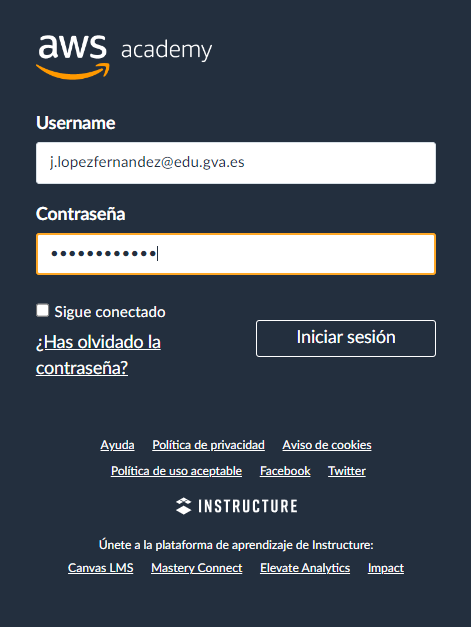 aws academy
Username
j.lopezfernandez@edu.gva.es
Contraseña
••••••••••••
Sigue conectado
¿Has olvidado la
contraseña?
Iniciar sesión
Ayuda Política de privacidad Aviso de cookies
Política de uso aceptable Facebook Twitter
INSTRUCTURE
Únete a la plataforma de aprendizaje de Instructure:
Canvas LMS Mastery Connect Elevate Analytics Impact